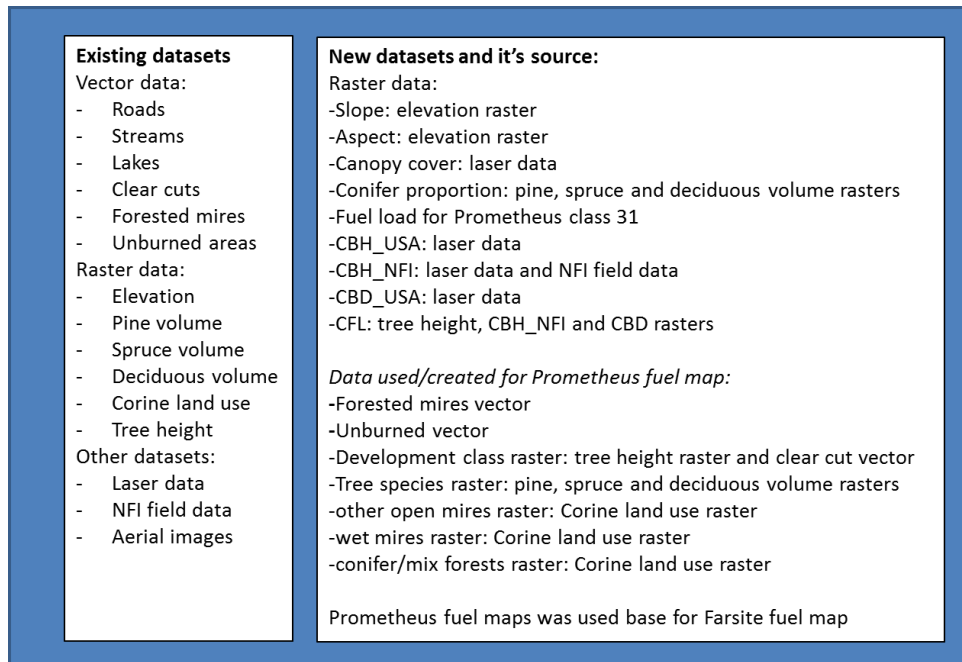 Existing datasets
Vector data:
- Roads
- Streams
- Lakes
- Clear cuts
- Forested mires
- Unburned areas
Raster data:
- Elevation
- Pine volume
- Spruce volume
- Deciduous volume
- Corine land use
- Tree height
Other datasets:
- Laser data
- NFI field data
- Aerial images
New datasets and it's source:
Raster data:
-Slope: elevation raster
-Aspect: elevation raster
-Canopy cover: laser data
-Conifer proportion: pine, spruce and deciduous volume rasters
-Fuel load for Prometheus class 31
-CBH_USA: laser data
-CBH_NFI: laser data and NFI field data
-CBD_USA: laser data
-CFL: tree height, CBH_NFI and CBD rasters
Data used/created for Prometheus fuel map:
-Forested mires vector
-Unburned vector
-Development class raster: tree height raster and clear cut vector
-Tree species raster: pine, spruce and deciduous volume rasters
-other open mires raster: Corine land use raster
-wet mires raster: Corine land use raster
-conifer/mix forests raster: Corine land use raster
Prometheus fuel maps was used base for Farsite fuel map